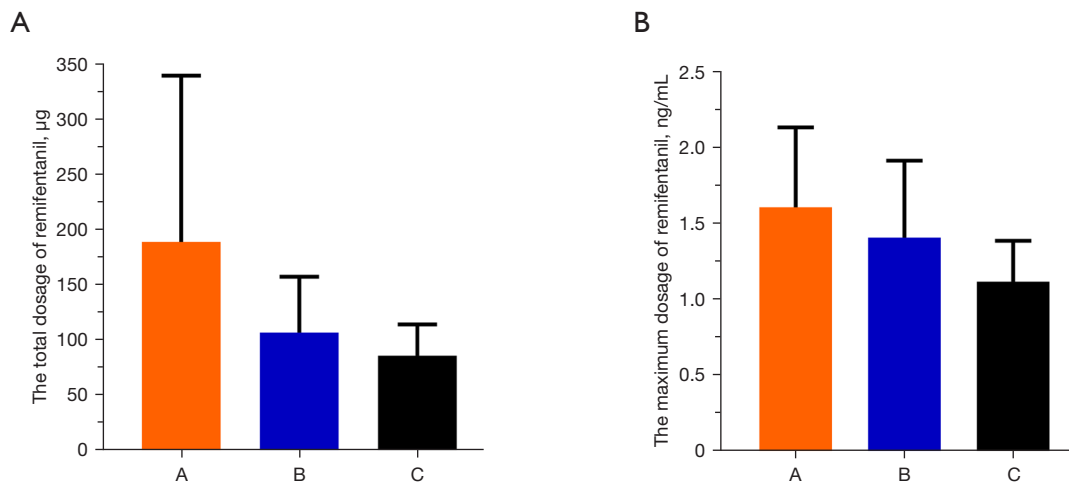 A
The total dosage of remifentanil, µg
350
300
250
200
150
100
50
0
A B C
B
The maximum dosage of remifentanil, ng/mL
2.5
2.0
1.5
1.0
0.5
0
A B C